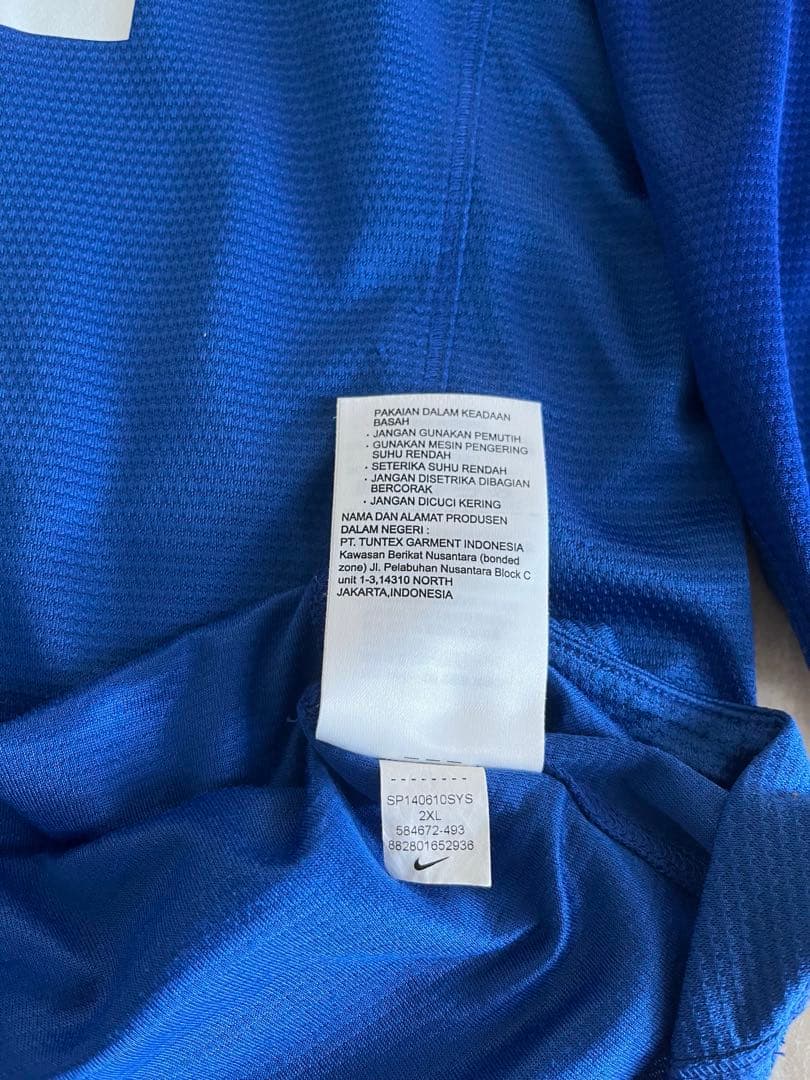 PAKAIAN DALAM KEADAAN
BASAH
· JANGAN GUNAKAN PEMUTIH
· GUNAKAN MESIN PENGERING
SUHU RENDAH
· SETERIKA SUHU RENDAH
· JANGAN DISETRIKA DIBAGIAN
BERCORAK
· JANGAN DICUCI KERING
NAMA DAN ALAMAT PRODUSEN
DALAM NEGERI :
PT. TUNTEX GARMENT INDONESIA
Kawasan Berikat Nusantara (bonded
zone) Jl. Pelabuhan Nusantara Block C
unit 1-3,14310 NORTH
JAKARTA,INDONESIA
SP140610SYS
2XL
584672-493
882801652936